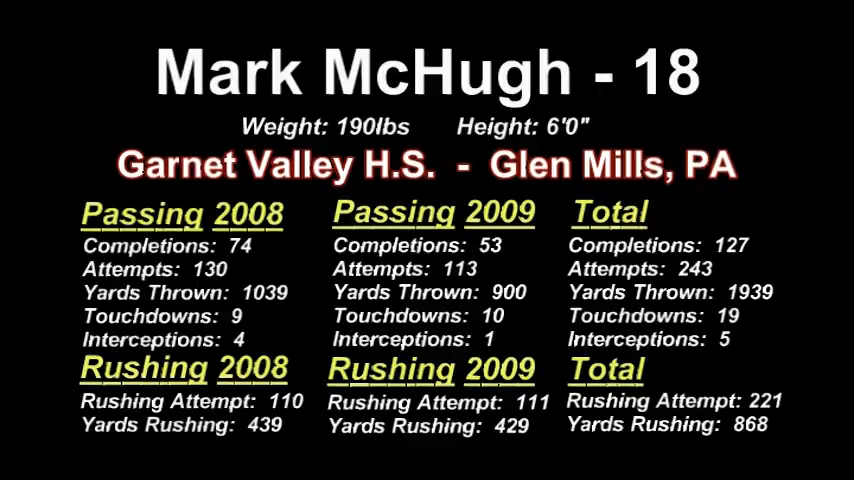 Mark McHugh - 18
Weight: 190lbs Height: 6'0"
Garnet Valley H.S. - Glen Mills, PA
Passing 2008
Completions: 74
Attempts: 130
Yards Thrown: 1039
Touchdowns: 9
Interceptions: 4
Passing 2009
Completions: 53
Attempts: 113
Yards Thrown: 900
Touchdowns: 10
Interceptions: 1
Total
Completions: 127
Attempts: 243
Yards Thrown: 1939
Touchdowns: 19
Interceptions: 5
Rushing 2008
Rushing Attempt: 110
Yards Rushing: 439
Rushing 2009
Rushing Attempt: 111
Yards Rushing: 429
Total
Rushing Attempt: 221
Yards Rushing: 868